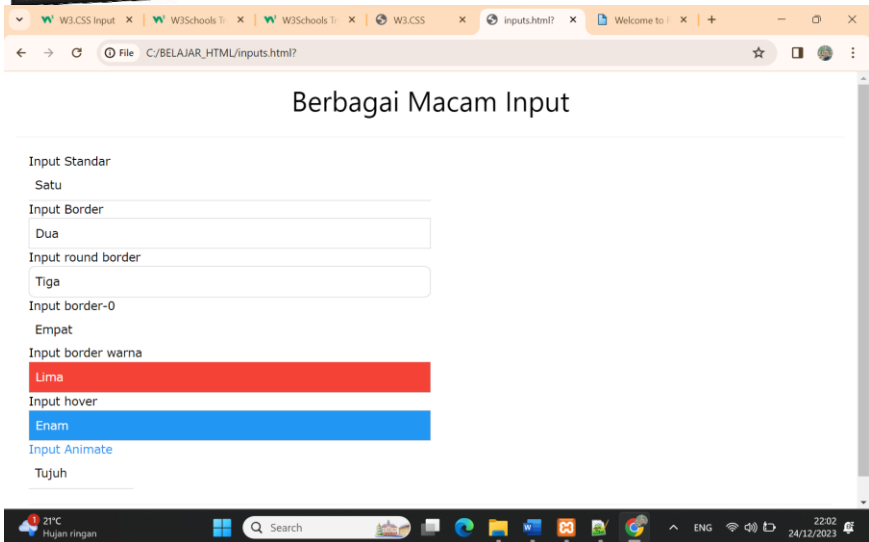 W3.CSS Input
W3Schools
W3Schools
W3.CSS
inputs.html?
Welcome to
File C:/BELAJAR_HTML/inputs.html?
Berbagai Macam Input
Input Standar
Satu
Input Border
Dua
Input round border
Tiga
Input border-0
Empat
Input border warna
Lima
Input hover
Enam
Input Animate
Tujuh
1
21°C
Hujan ringan
Search
ENG
22:02
24/12/2023